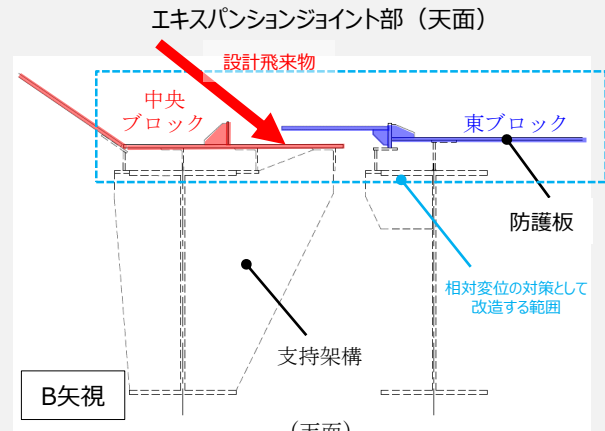 エキスパンションジョイント部（天面）
設計飛来物
中央
ブロック
東ブロック
防護板
相対変位の対策として
改造する範囲
支持架構
B矢視
(天面)